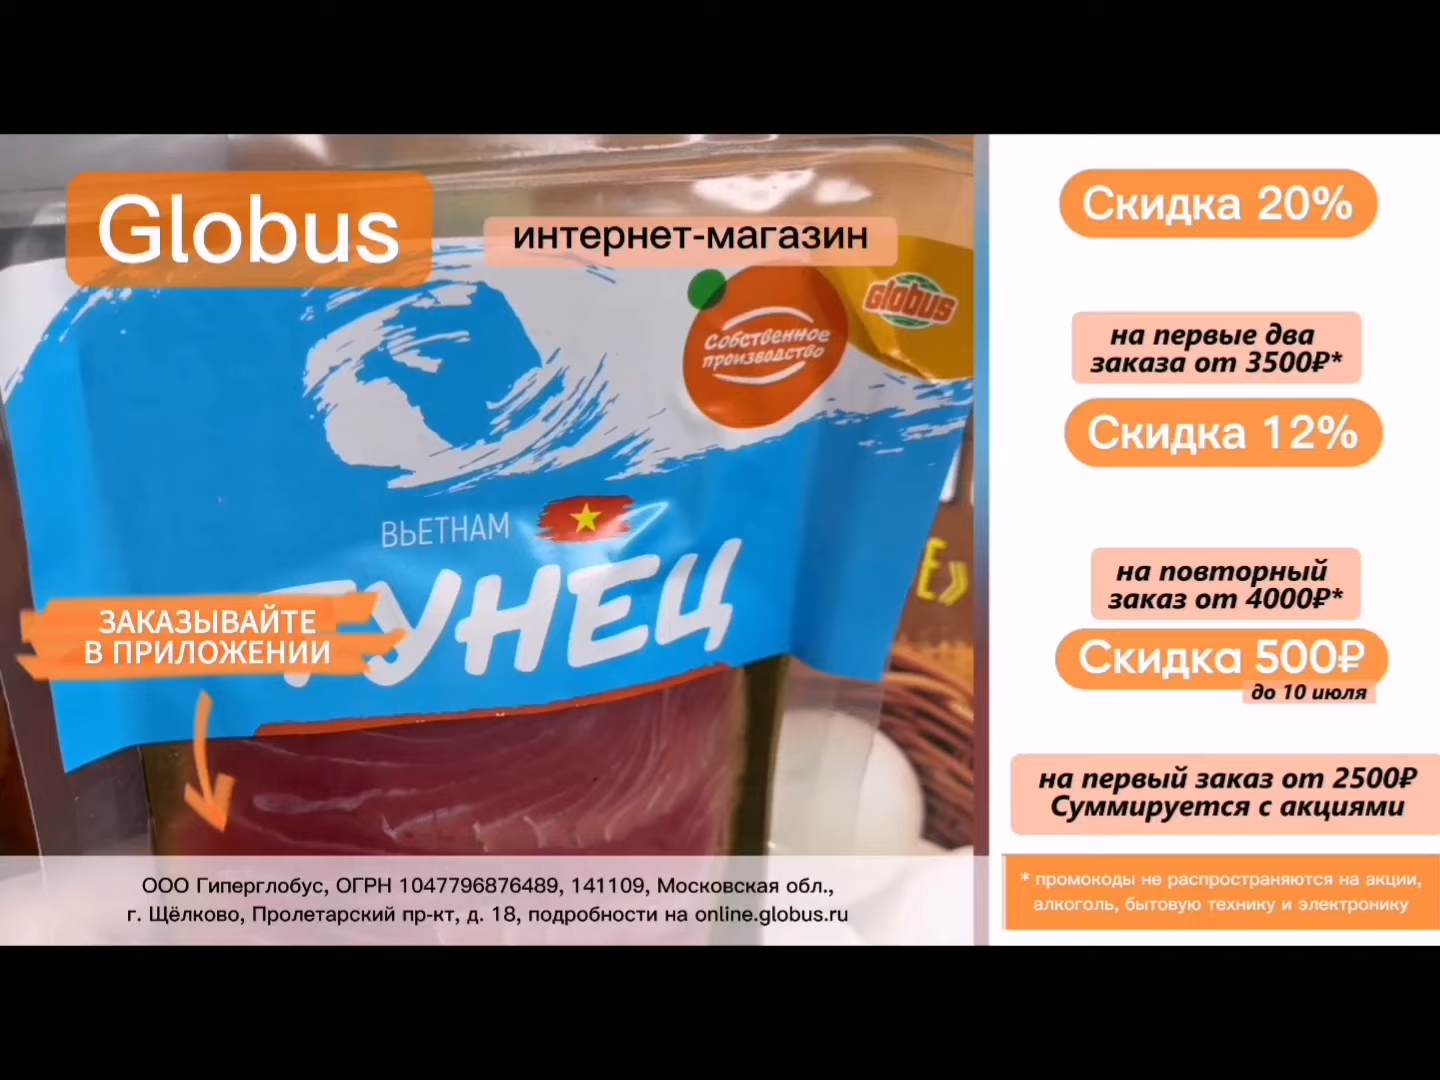 Globus
интернет-магазин
Собственное
производство
Globus
ВЬЕТНАМ
ТУНЕЦ
Е»
ЗАКАЗЫВАЙТЕ
В ПРИЛОЖЕНИИ
ООО Гиперглобус, ОГРН 1047796876489, 141109, Московская обл.,
г. Щёлково, Пролетарский пр-кт, д. 18, подробности на online.globus.ru
Скидка 20%
на первые два
заказа от 3500₽*
Скидка 12%
на повторный
заказ от 4000₽*
Скидка 500₽
до 10 июля
на первый заказ от 2500₽
Суммируется с акциями
* промокоды не распространяются на акции,
алкоголь, бытовую технику и электронику